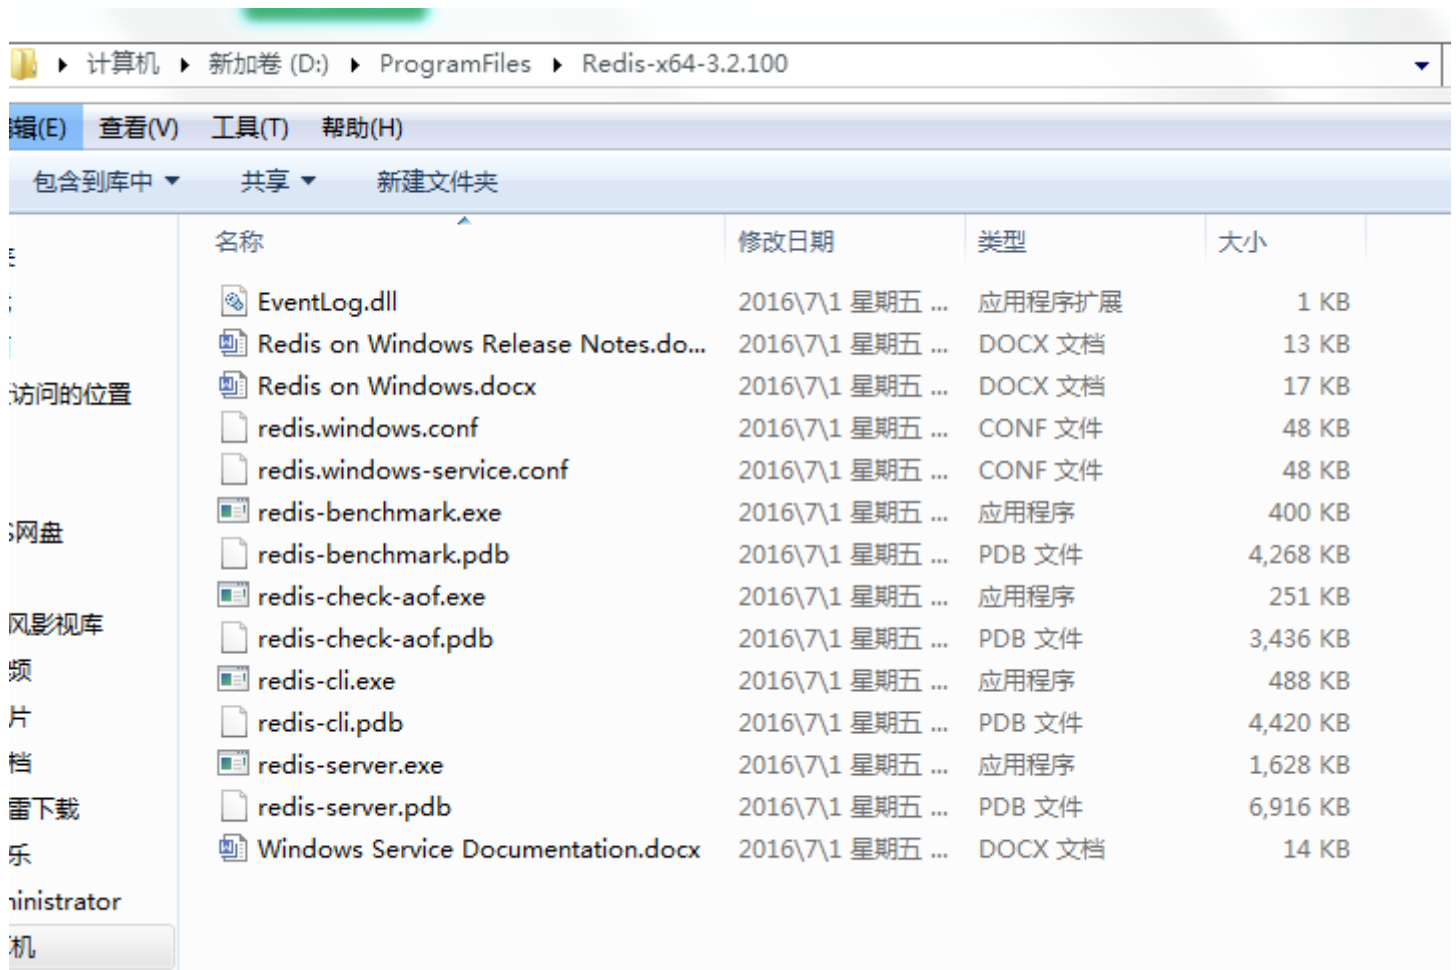 计算机 新加卷 (D:) ProgramFiles Redis-x64-3.2.100
辑(E) 查看(V) 工具(T) 帮助(H)
包含到库中 共享 新建文件夹
名称 修改日期 类型 大小
EventLog.dll 2016\7\1 星期五 ... 应用程序扩展 1 KB
Redis on Windows Release Notes.do... 2016\7\1 星期五 ... DOCX 文档 13 KB
Redis on Windows.docx 2016\7\1 星期五 ... DOCX 文档 17 KB
访问的位置
redis.windows.conf 2016\7\1 星期五 ... CONF 文件 48 KB
redis.windows-service.conf 2016\7\1 星期五 ... CONF 文件 48 KB
redis-benchmark.exe 2016\7\1 星期五 ... 应用程序 400 KB
网盘
redis-benchmark.pdb 2016\7\1 星期五 ... PDB 文件 4,268 KB
redis-check-aof.exe 2016\7\1 星期五 ... 应用程序 251 KB
风影视库
redis-check-aof.pdb 2016\7\1 星期五 ... PDB 文件 3,436 KB
频
redis-cli.exe 2016\7\1 星期五 ... 应用程序 488 KB
片
redis-cli.pdb 2016\7\1 星期五 ... PDB 文件 4,420 KB
档
redis-server.exe 2016\7\1 星期五 ... 应用程序 1,628 KB
雷下载
redis-server.pdb 2016\7\1 星期五 ... PDB 文件 6,916 KB
乐
Windows Service Documentation.docx 2016\7\1 星期五 ... DOCX 文档 14 KB
ninistrator
机